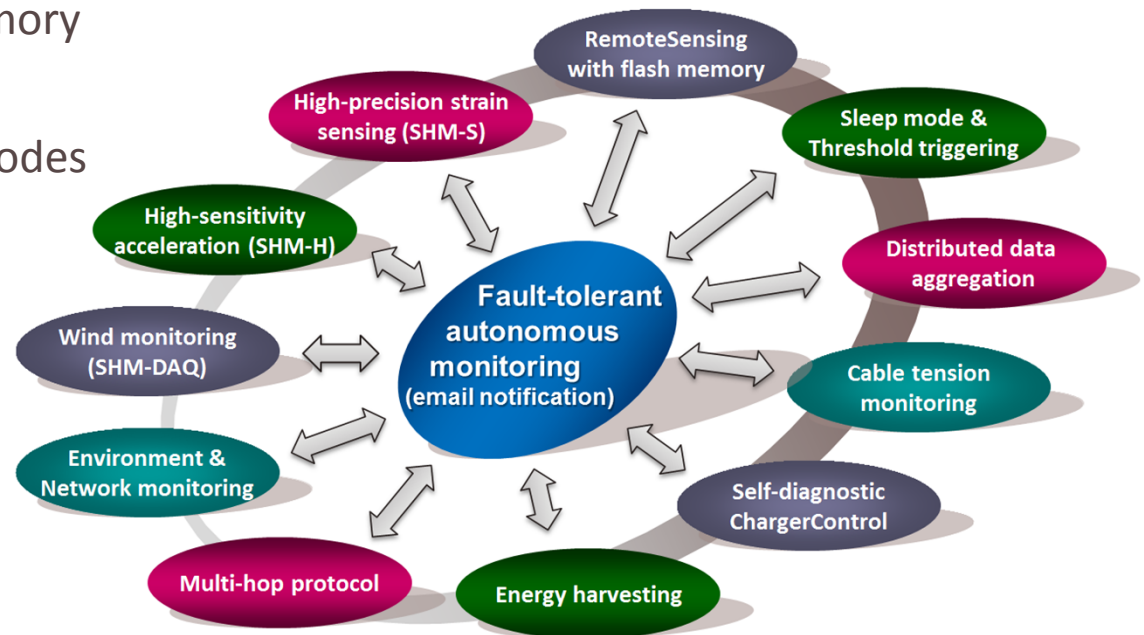 mory
odes
RemoteSensing
with flash memory
High-precision strain
sensing (SHM-S)
Sleep mode &
Threshold triggering
High-sensitivity
acceleration (SHM-H)
Distributed data
aggregation
Fault-tolerant
autonomous
monitoring
(email notification)
Wind monitoring
(SHM-DAQ)
Cable tension
monitoring
Environment &
Network monitoring
Self-diagnostic
ChargerControl
Multi-hop protocol
Energy harvesting